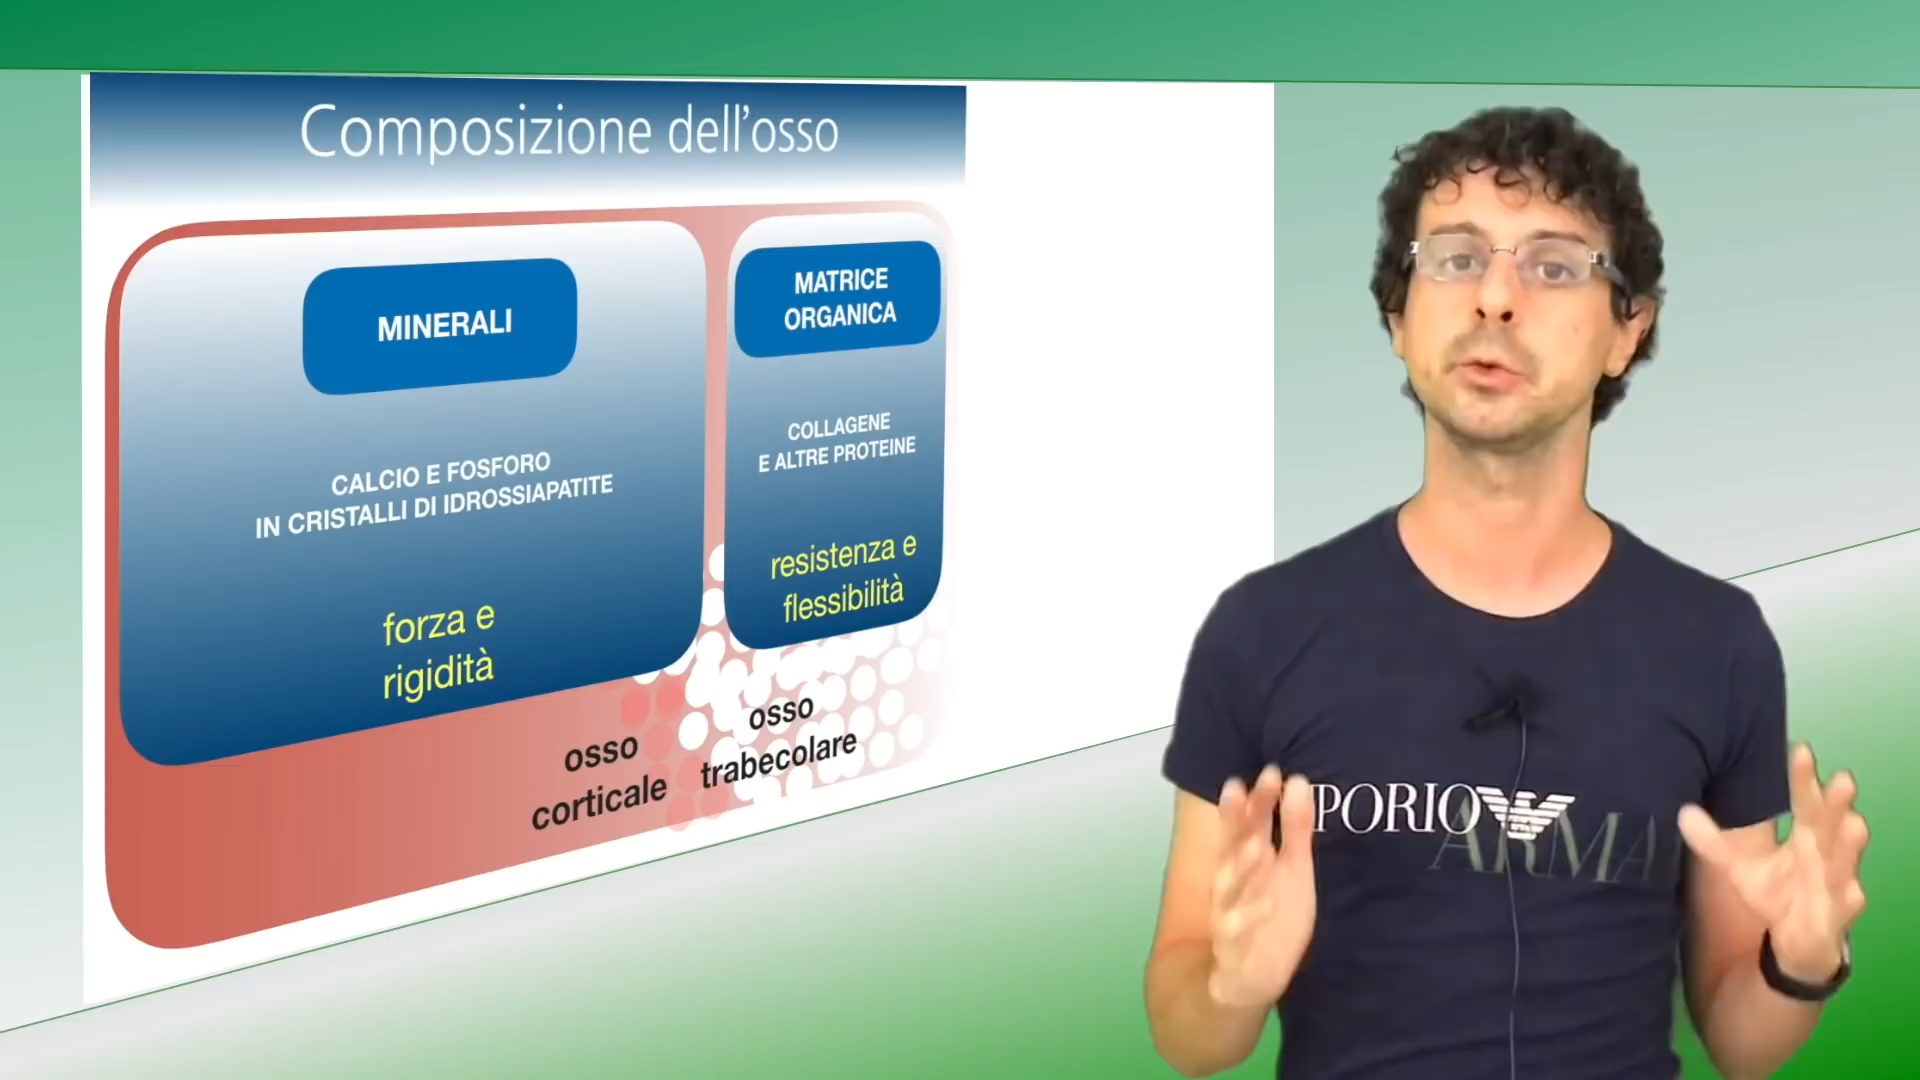 Composizione dell'osso
MINERALI
CALCIO E FOSFORO
IN CRISTALLI DI IDROSSIAPATITE
forza e
rigidità
MATRICE
ORGANICA
COLLAGENE
E ALTRE PROTEINE
resistenza e
flessibilità
osso
corticale
osso
trabecolare
PORIO
ARMA